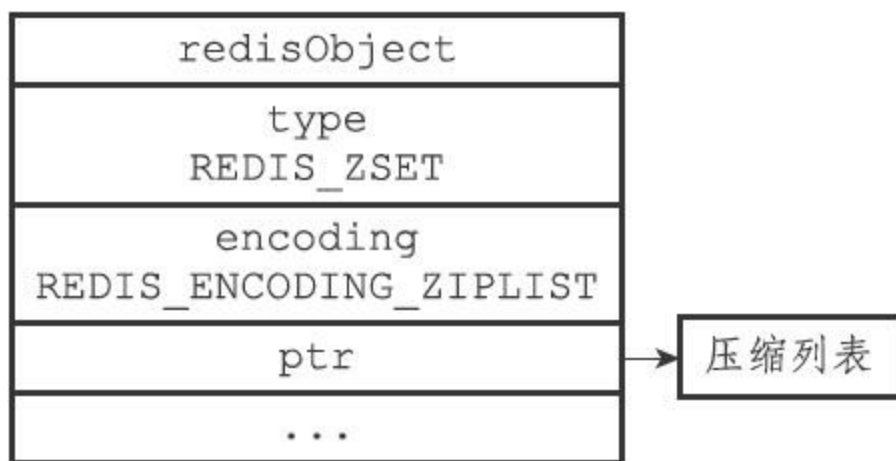 redisObject
type
REDIS_ZSET
encoding
REDIS_ENCODING_ZIPLIST
ptr
压缩列表
...